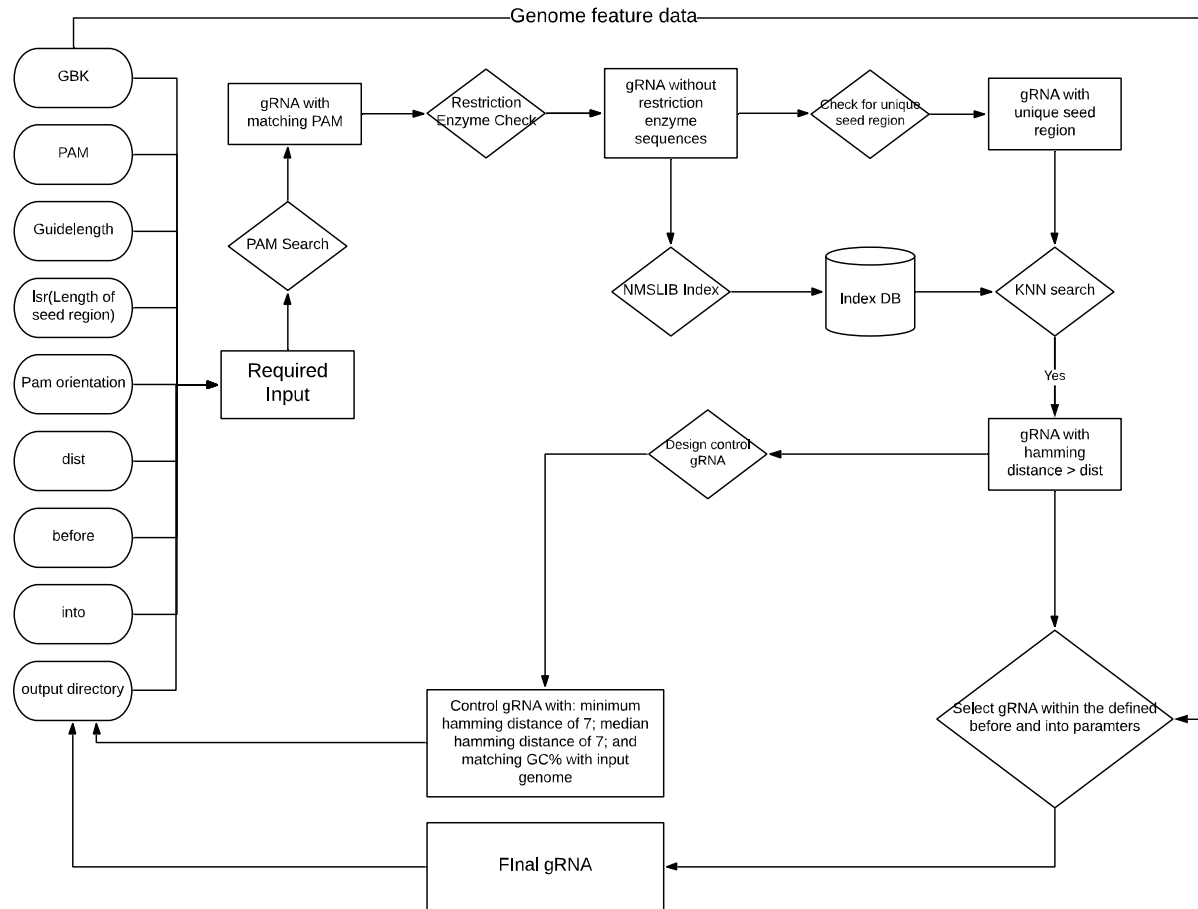 Genome feature data
GBK
PAM
Guidelength
lsr(Length of
seed region)
Pam orientation
dist
before
into
output directory
Required
Input
PAM Search
gRNA with
matching PAM
Restriction
Enzyme Check
gRNA without
restriction
enzyme
sequences
Check for unique
seed region
gRNA with
unique seed
region
NMSLIB Index
Index DB
KNN search
Yes
gRNA with
hamming
distance > dist
Design control
gRNA
Control gRNA with: minimum
hamming distance of 7; median
hamming distance of 7; and
matching GC% with input
genome
Select gRNA within the defined
before and into paramters
FInal gRNA